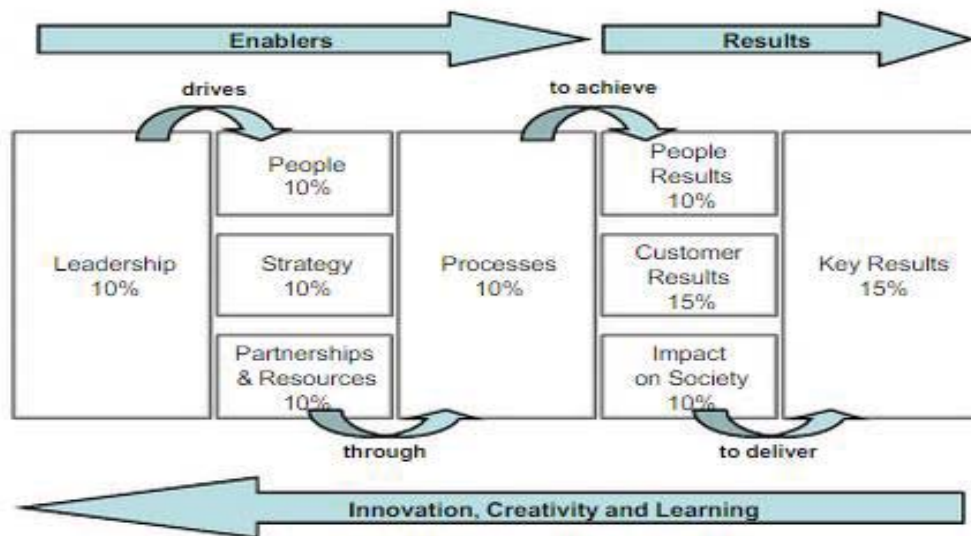 Enablers
Results
drives
to achieve
Leadership
10%
People
10%
Strategy
10%
Partnerships
& Resources
10%
Processes
10%
People
Results
10%
Customer
Results
15%
Impact
on Society
10%
Key Results
15%
through
to deliver
Innovation, Creativity and Learning